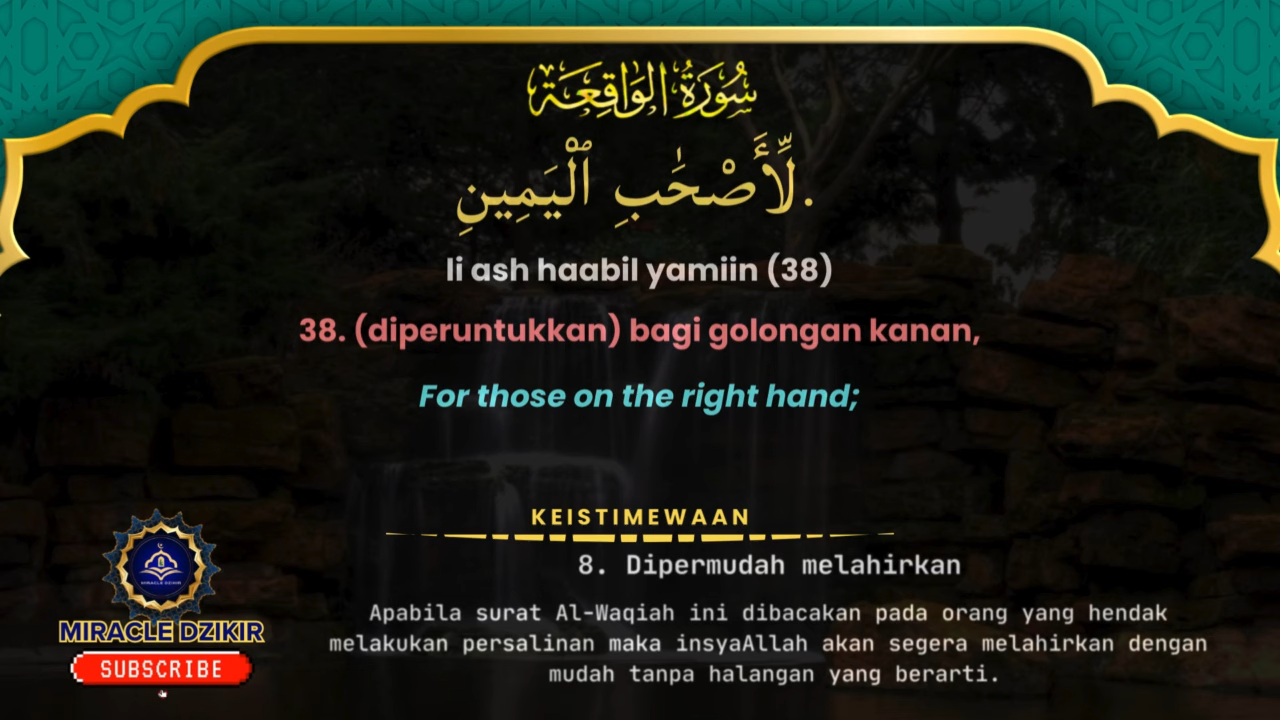 سُورَةُ الوَاقِعَة
لِّأَصْحَٰبِ ٱلْيَمِينِ.
li ash haabil yamiin (38)
38. (diperuntukkan) bagi golongan kanan,
For those on the right hand;
KEISTIMEWAAN
8. Dipermudah melahirkan
Apabila surat Al-Waqiah ini dibacakan pada orang yang hendak
melakukan persalinan maka insyaAllah akan segera melahirkan dengan
mudah tanpa halangan yang berarti.
MIRACLE DZIKIR
MIRACLE DZIKIR
SUBSCRIBE